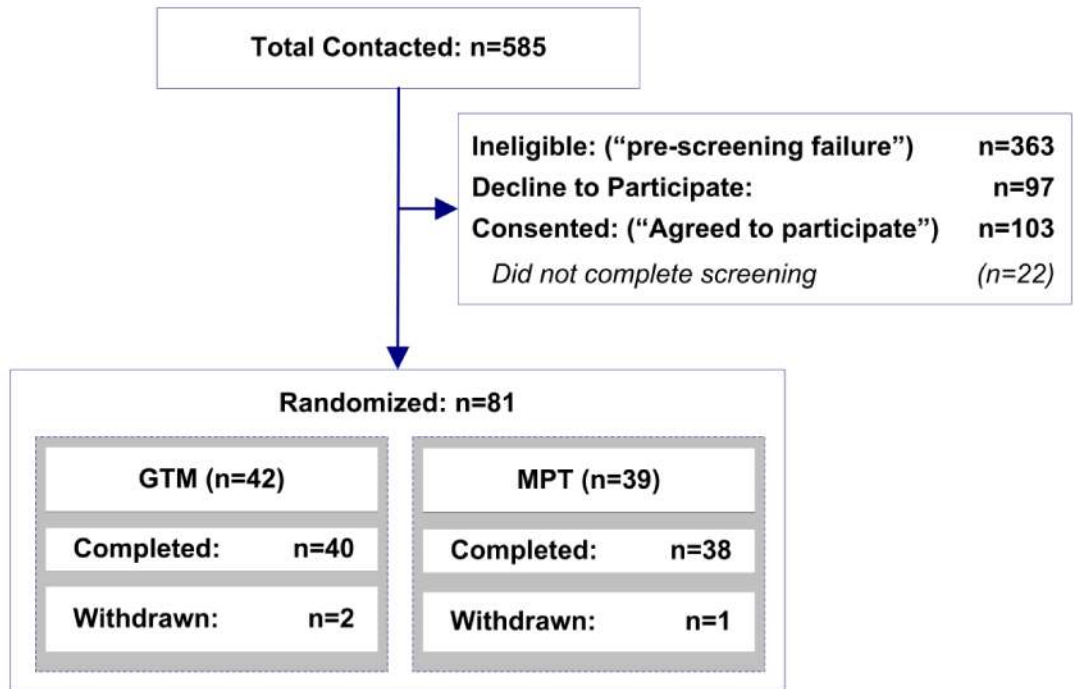 Total Contacted: n=585
Ineligible: (“pre-screening failure”) n=363
Decline to Participate: n=97
Consented: (“Agreed to participate”) n=103
Did not complete screening (n=22)
Randomized: n=81
GTM (n=42)
Completed: n=40
Withdrawn: n=2
MPT (n=39)
Completed: n=38
Withdrawn: n=1